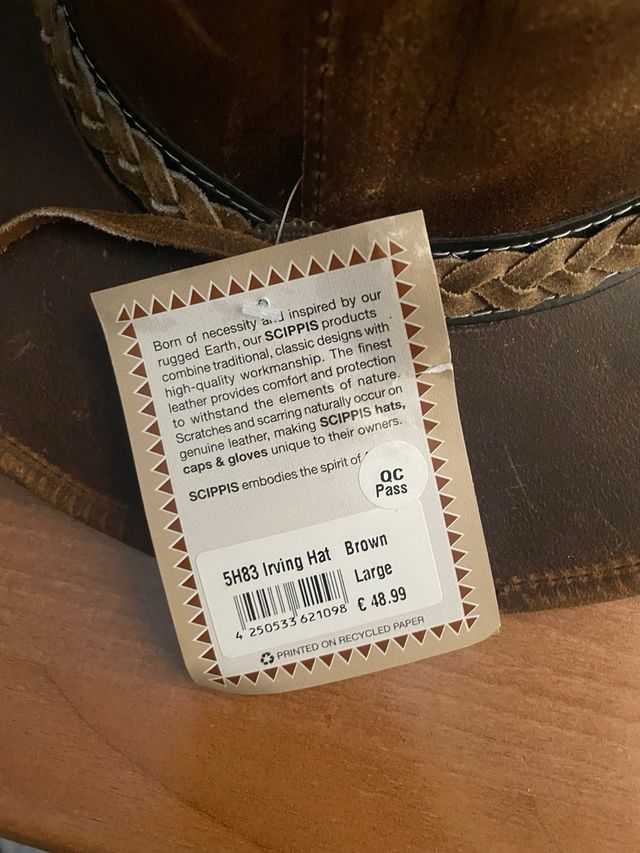 Born of necessity and inspired by our
rugged Earth, our SCIPPIS products
combine traditional, classic designs with
high-quality workmanship. The finest
leather provides comfort and protection
to withstand the elements of nature.
Scratches and scarring naturally occur on
genuine leather, making SCIPPIS hats,
caps & gloves unique to their owners.
SCIPPIS embodies the spirit of
QC
Pass
5H83 Irving Hat Brown
Large
€ 48.99
4 250533 621098
PRINTED ON RECYCLED PAPER